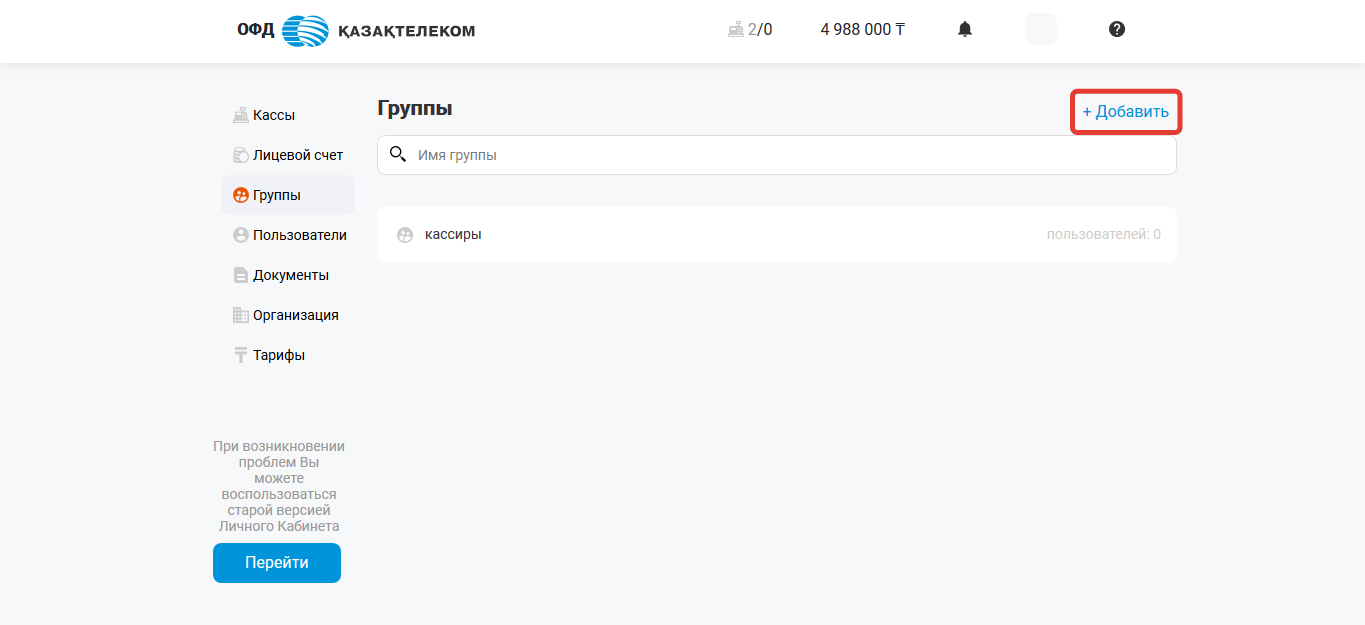 ОФД ҚАЗАҚТЕЛЕКОМ
2/0
4 988 000 ₸
Кассы
Лицевой счет
Группы
Пользователи
Документы
Организация
Тарифы
При возникновении
проблем Вы
можете
воспользоваться
старой версией
Личного Кабинета
Перейти
Группы
+ Добавить
Имя группы
кассиры
пользователей: 0